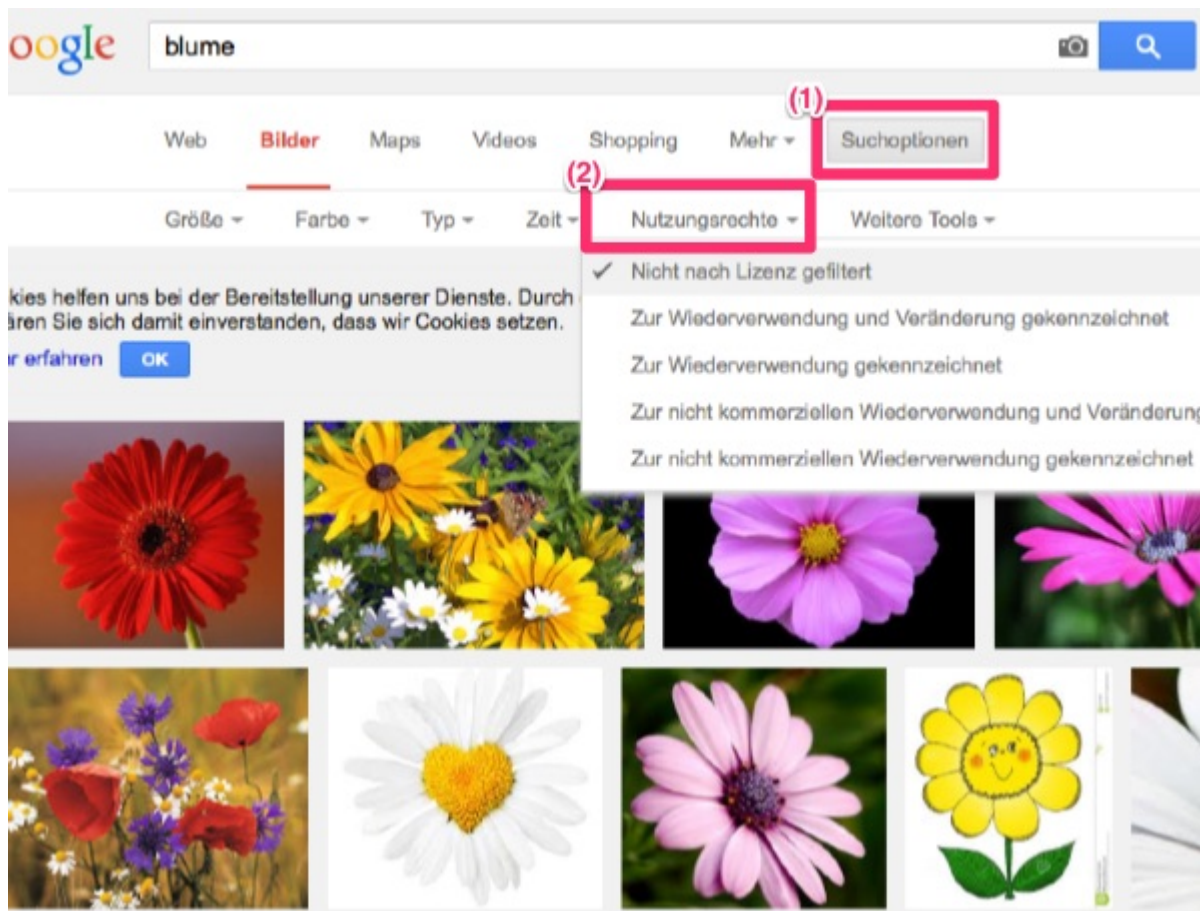 oogle blume
(1)
Web Bilder Maps Videos Shopping Mehr Suchoptionen
(2)
Größe Farbe Typ Zeit Nutzungsrechte Weitere Tools
Nicht nach Lizenz gefiltert
kies helfen uns bei der Bereitstellung unserer Dienste. Durch
ären Sie sich damit einverstanden, dass wir Cookies setzen.
r erfahren OK
Zur Wiederverwendung und Veränderung gekennzeichnet
Zur Wiederverwendung gekennzeichnet
Zur nicht kommerziellen Wiederverwendung und Veränderung
Zur nicht kommerziellen Wiederverwendung gekennzeichnet